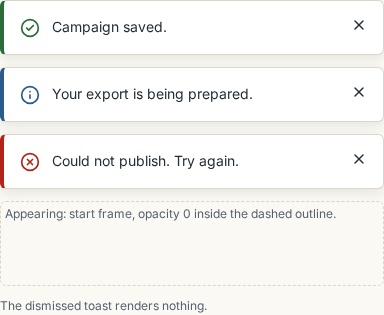 Campaign saved.
Your export is being prepared.
Could not publish. Try again.
Appearing: start frame, opacity 0 inside the dashed outline.
The dismissed toast renders nothing.